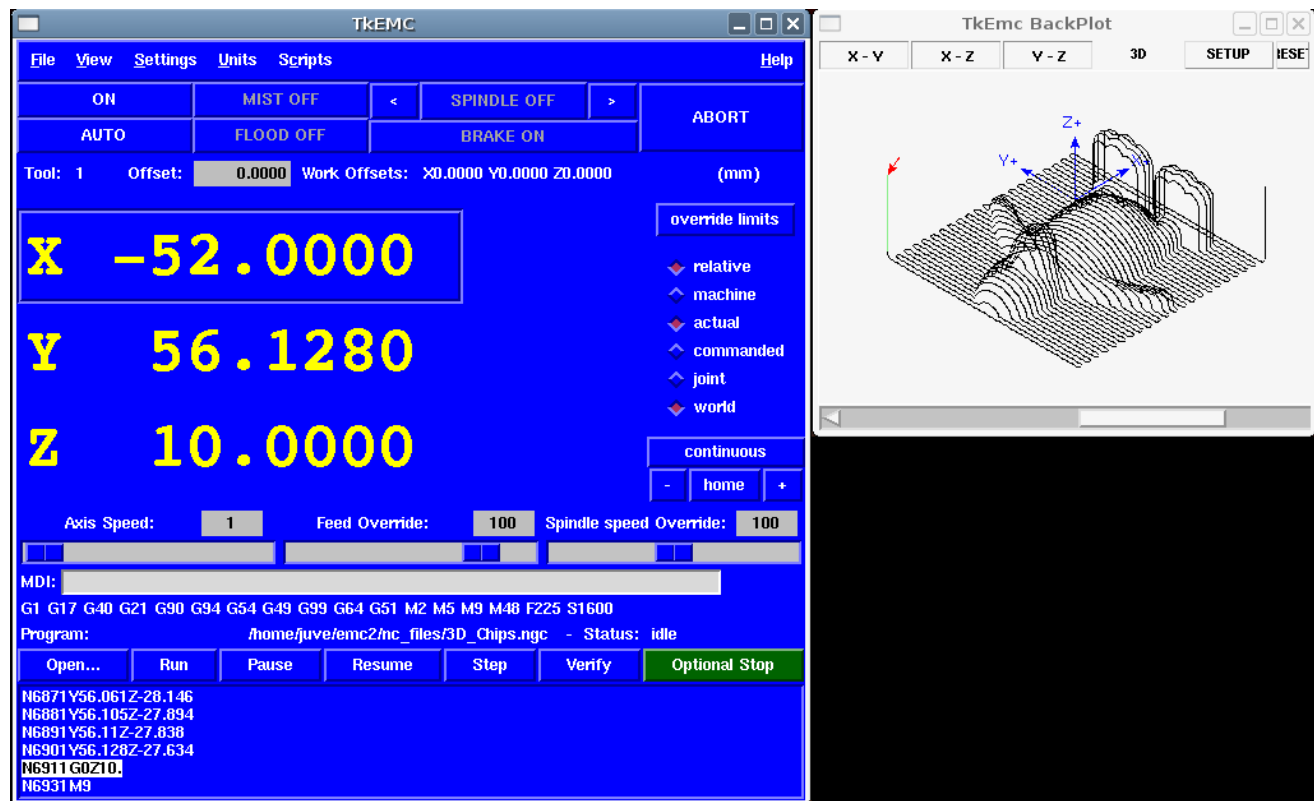 TkEMC
File View Settings Units Scripts Help
ON MIST OFF < SPINDLE OFF > ABORT
AUTO FLOOD OFF BRAKE ON
Tool: 1 Offset: 0.0000 Work Offsets: X0.0000 Y0.0000 Z0.0000 (mm)
override limits
X -52.0000
relative
machine
actual
Y 56.1280
commanded
joint
world
Z 10.0000
continuous
- home +
Axis Speed: 1 Feed Override: 100 Spindle speed Override: 100
MDI:
G1 G17 G40 G21 G90 G94 G54 G49 G99 G64 G51 M2 M5 M9 M48 F225 S1600
Program: /home/juve/emc2/nc_files/3D_Chips.ngc - Status: idle
Open... Run Pause Resume Step Verify Optional Stop
N6871Y56.061Z-28.146
N6881Y56.105Z-27.894
N6891Y56.11Z-27.838
N6901Y56.128Z-27.634
N6911G0Z10.
N6931M9
TkEmc BackPlot
X - Y X - Z Y - Z 3D SETUP RESET
Z+
Y+ X+